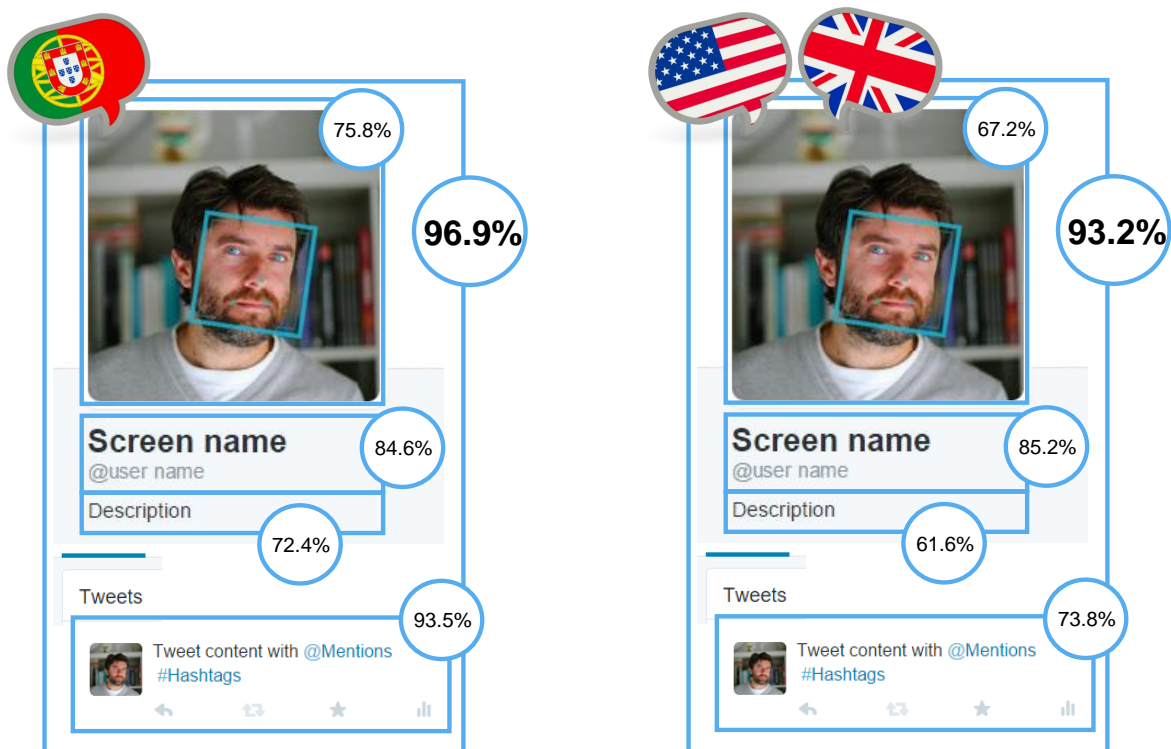 75.8%
96.9%
Screen name
@user name
84.6%
Description
72.4%
Tweets
93.5%
Tweet content with @Mentions
#Hashtags
67.2%
93.2%
Screen name
@user name
85.2%
Description
61.6%
Tweets
73.8%
Tweet content with @Mentions
#Hashtags